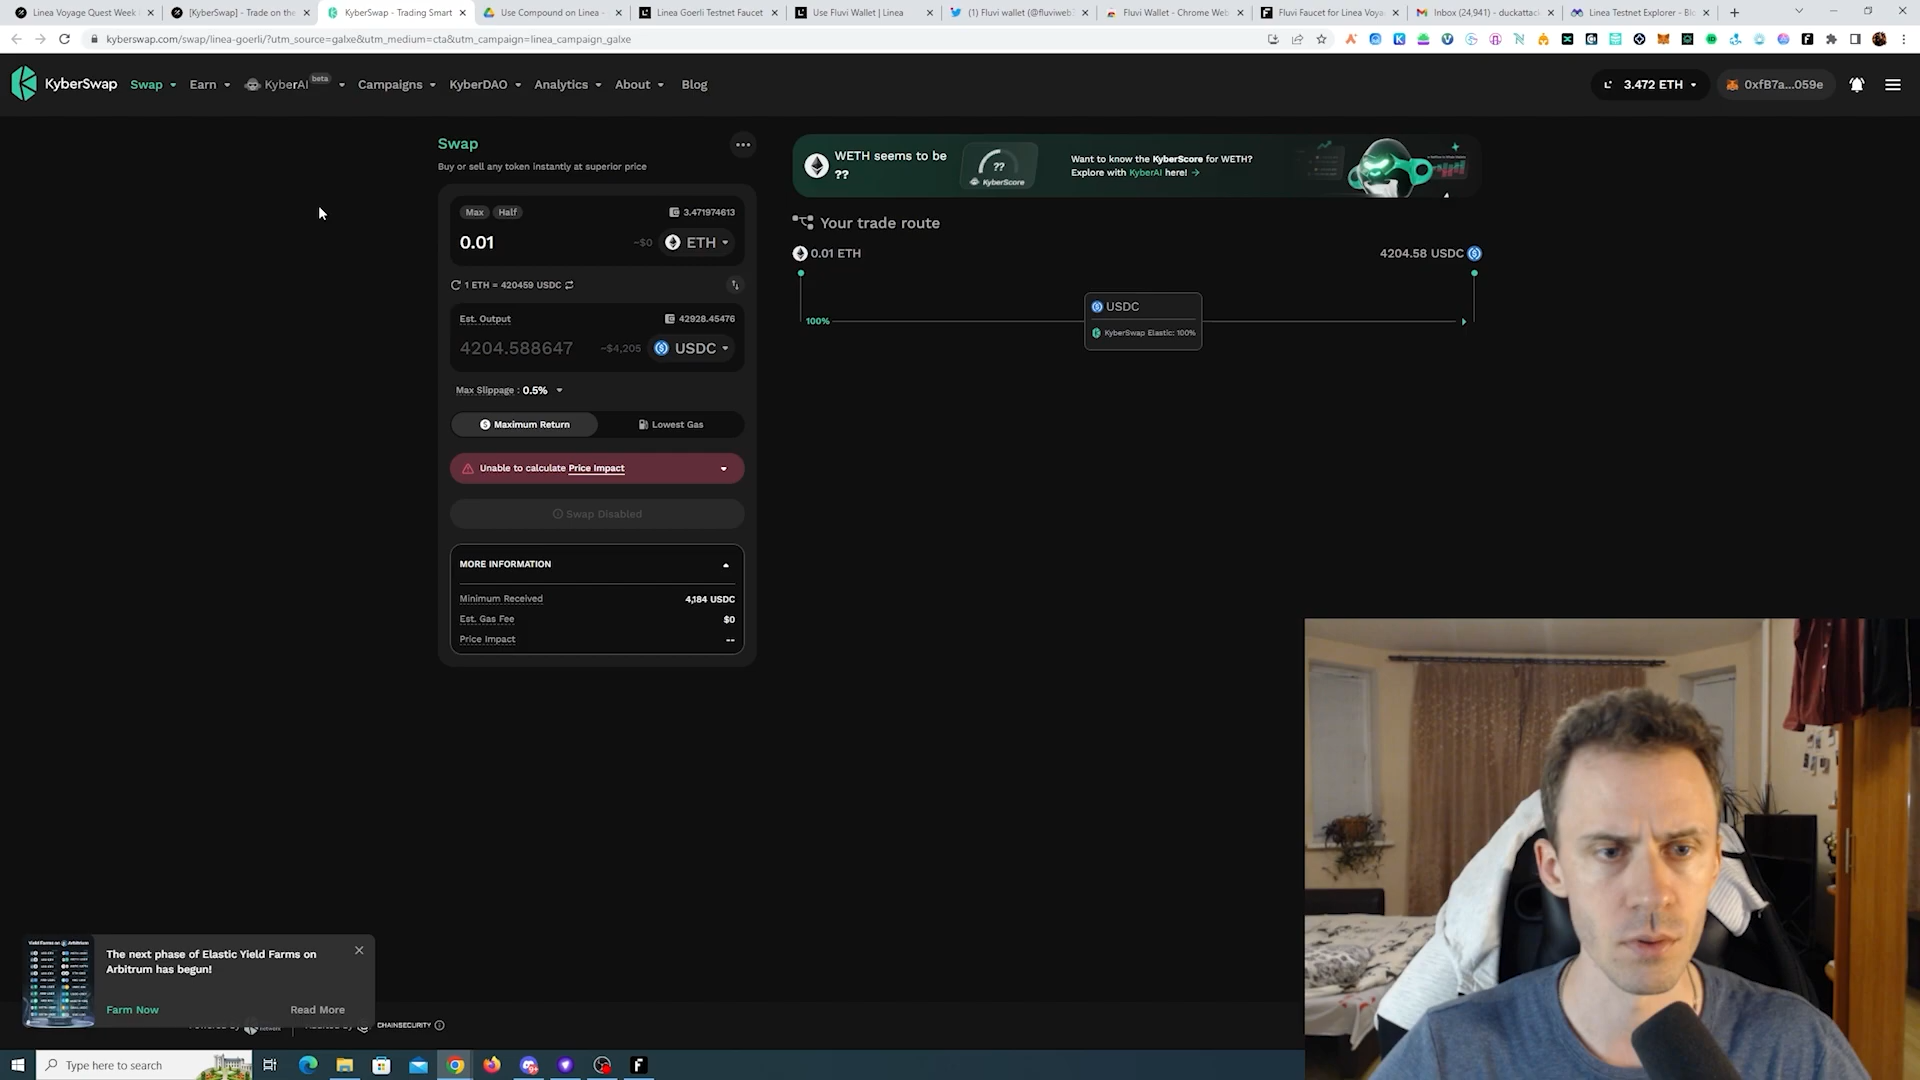 Linea Voyage Quest Week
[KyberSwap] - Trade on the
KyberSwap - Trading Smart
Use Compound on Linea -
Linea Goerli Testnet Faucet
Use Fluvi Wallet | Linea
(1) Fluvi wallet (@fluviweb
Fluvi Wallet - Chrome Web
Fluvi Faucet for Linea Voya
Inbox (24,941) - duckattack
Linea Testnet Explorer - Blo
kyberswap.com/swap/linea-goerli/?utm_source=galxe&utm_medium=cta&utm_campaign=linea_campaign_galxe
KyberSwap
Swap
Earn
KyberAI beta
Campaigns
KyberDAO
Analytics
About
Blog
3.472 ETH
0xfB7a...059e
Swap
Buy or sell any token instantly at superior price
Max
Half
3.471974613
0.01
~$0
ETH
1 ETH = 420459 USDC
Est. Output
42928.45476
4204.588647
~$4,205
USDC
Max Slippage : 0.5%
Maximum Return
Lowest Gas
Unable to calculate Price Impact
Swap Disabled
MORE INFORMATION
Minimum Received
4,184 USDC
Est. Gas Fee
$0
Price Impact
--
WETH seems to be
??
??
KyberScore
Want to know the KyberScore for WETH?
Explore with KyberAI here! →
Your trade route
0.01 ETH
4204.58 USDC
100%
USDC
KyberSwap Elastic: 100%
The next phase of Elastic Yield Farms on
Arbitrum has begun!
Farm Now
Read More
CHAINSECURITY
Type here to search